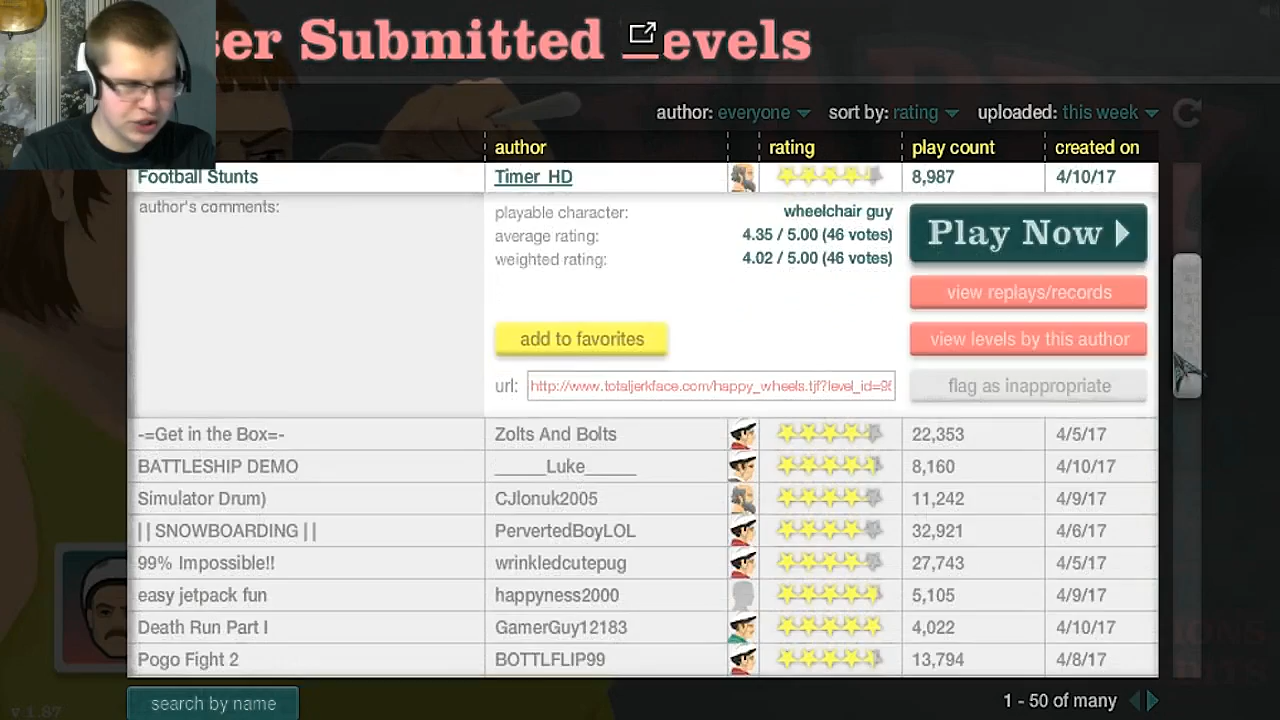 ser Submitted Levels
author: everyone sort by: rating uploaded: this week
author rating play count created on
Football Stunts Timer HD 8,987 4/10/17
author's comments:
playable character: wheelchair guy
average rating: 4.35 / 5.00 (46 votes)
weighted rating: 4.02 / 5.00 (46 votes)
Play Now
view replays/records
add to favorites
view levels by this author
url: http://www.totaljerkface.com/happy_wheels.tjf?level_id=9
flag as inappropriate
-=Get in the Box=- Zolts And Bolts 22,353 4/5/17
BATTLESHIP DEMO _____Luke_____ 8,160 4/10/17
Simulator Drum) CJlonuk2005 11,242 4/9/17
||SNOWBOARDING|| PervertedBoyLOL 32,921 4/6/17
99% Impossible!! wrinkledcutepug 27,743 4/5/17
easy jetpack fun happyness2000 5,105 4/9/17
Death Run Part I GamerGuy12183 4,022 4/10/17
Pogo Fight 2 BOTTLFLIP99 13,794 4/8/17
search by name
1 - 50 of many
v 1.87